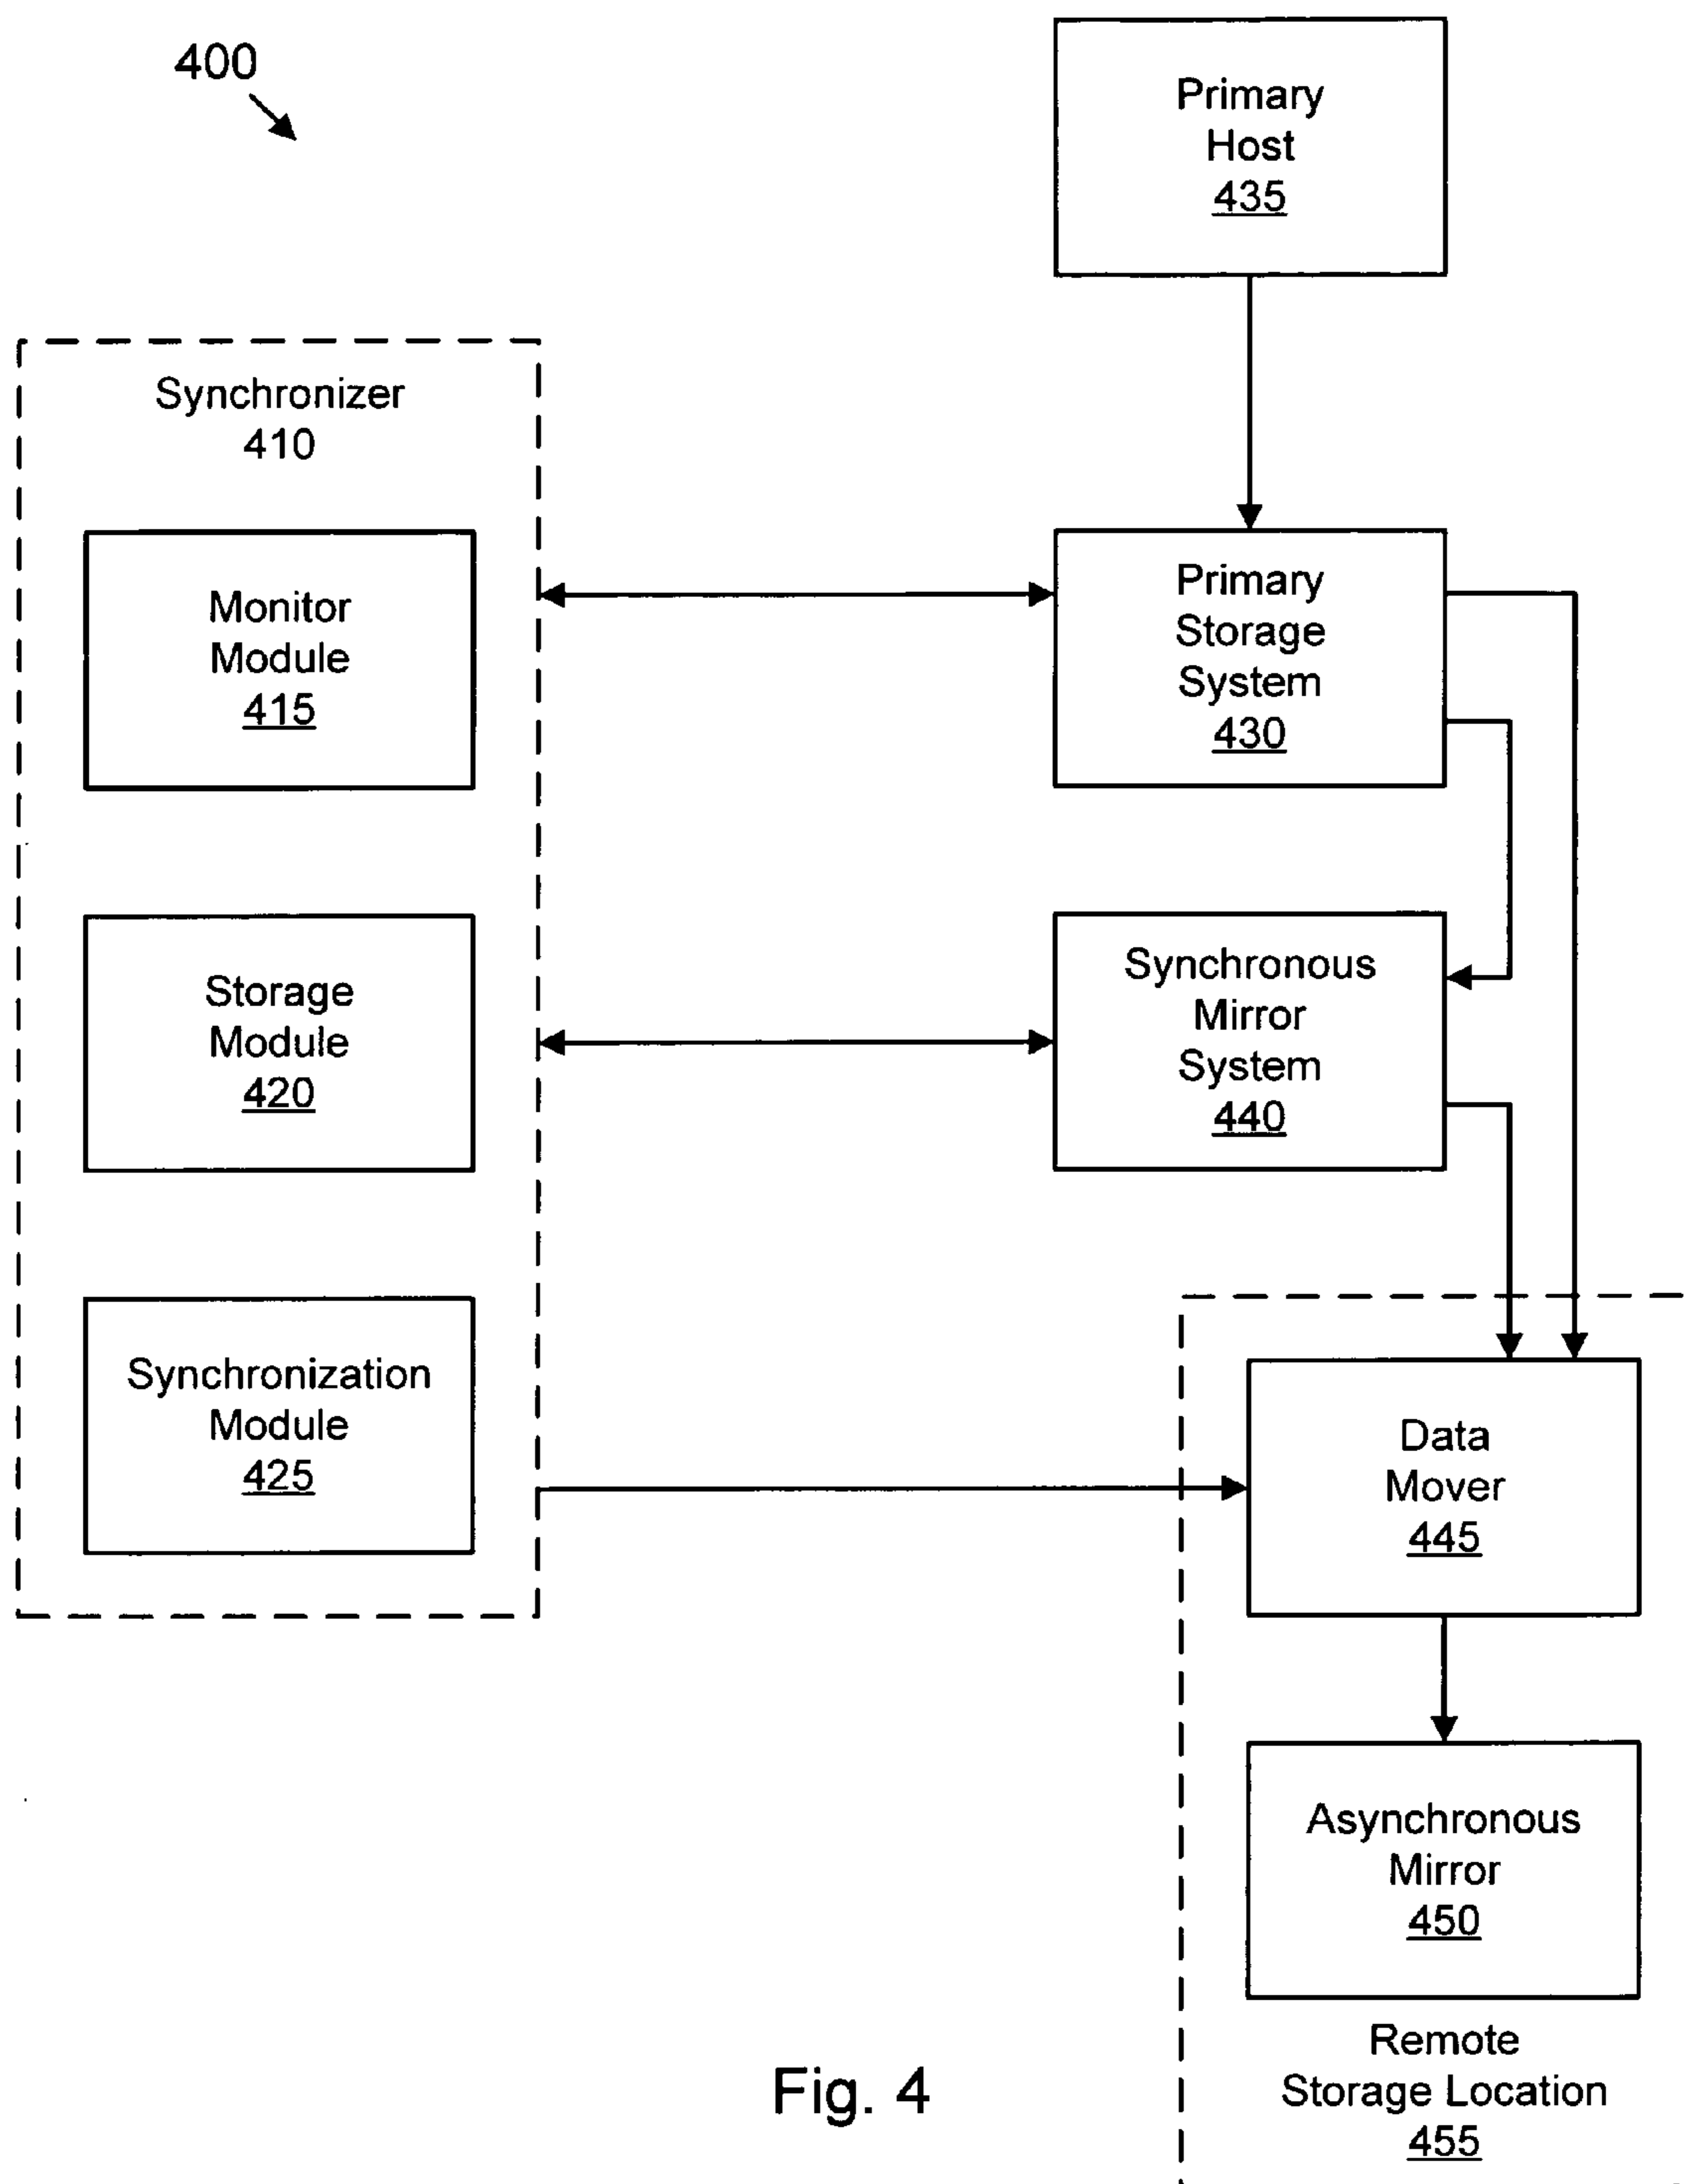 400
Primary
Host
435
Synchronizer
410
Monitor
Module
415
Primary
Storage
System
430
Storage
Module
420
Synchronous
Mirror
System
440
Synchronization
Module
425
Data
Mover
445
Asynchronous
Mirror
450
Remote
Storage Location
455
Fig. 4